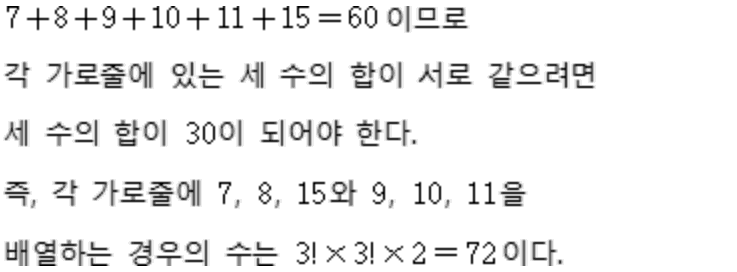 7+8+9+10+11+15=60 이므로
각 가로줄에 있는 세 수의 합이 서로 같으려면
세 수의 합이 30이 되어야 한다.
즉, 각 가로줄에 7, 8, 15와 9, 10, 11을
배열하는 경우의 수는 3!×3!×2=72이다.